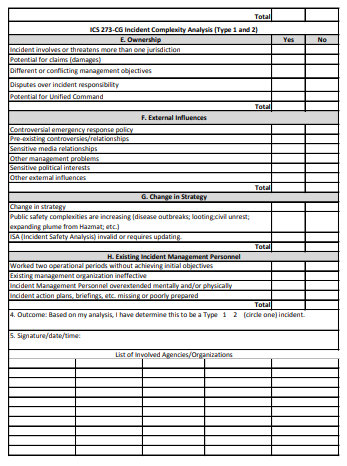 Total
ICS 273-CG Incident Complexity Analysis (Type 1 and 2)
E. Ownership Yes No
Incident involves or threatens more than one jurisdiction
Potential for claims (damages)
Different or conflicting management objectives
Disputes over incident responsibility
Potential for Unified Command
Total
F. External Influences
Controversial emergency response policy
Pre-existing controversies/relationships
Sensitive media relationships
Other management problems
Sensitive political interests
Other external influences
Total
G. Change in Strategy
Change in strategy
Public safety complexities are increasing (disease outbreaks; looting;civil unrest;
expanding plume from Hazmat; etc.)
ISA (Incident Safety Analysis) invalid or requires updating.
Total
H. Existing Incident Management Personnel
Worked two operational periods without achieving initial objectives
Existing management organization ineffective
Incident Management Personnel overextended mentally and/or physically
Incident action plans, briefings, etc. missing or poorly prepared
Total
4. Outcome: Based on my analysis, I have determine this to be a Type 1 2 (circle one) incident.
5. Signature/date/time:
List of Involved Agencies/Organizations